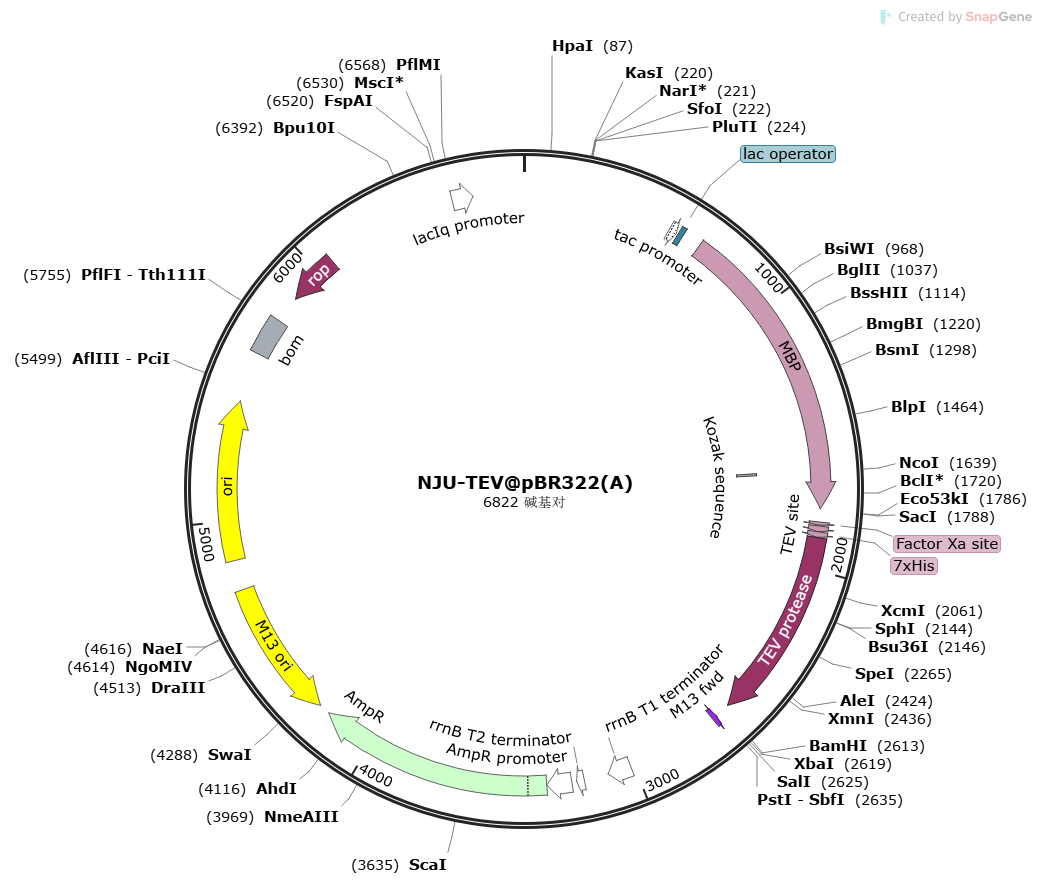 Created by SnapGene
HpaI (87)
KasI (220)
NarI* (221)
SfoI (222)
PluTI (224)
lac operator
BsiWI (968)
BglII (1037)
BssHII (1114)
BmgBI (1220)
BsmI (1298)
BlpI (1464)
NcoI (1639)
BclI* (1720)
Eco53kI (1786)
SacI (1788)
Factor Xa site
7xHis
XcmI (2061)
SphI (2144)
Bsu36I (2146)
SpeI (2265)
AleI (2424)
XmnI (2436)
BamHI (2613)
XbaI (2619)
SalI (2625)
PstI - SbfI (2635)
(3635) ScaI
(3969) NmeAIII
(4116) AhdI
(4288) SwaI
(4513) DraIII
(4614) NgoMIV
(4616) NaeI
(5499) AflIII - PciI
(5755) PflFI - Tth111I
(6392) Bpu10I
(6520) FspAI
(6530) MscI*
(6568) PflMI
lacIq promoter
tac promoter
1000
MBP
Kozak sequence
TEV site
2000
TEV protease
M13 fwd
rrnB T1 terminator
3000
rrnB T2 terminator
AmpR promoter
AmpR
4000
M13 ori
5000
ori
bom
rop
6000
NJU-TEV@pBR322(A)
6822 碱基对